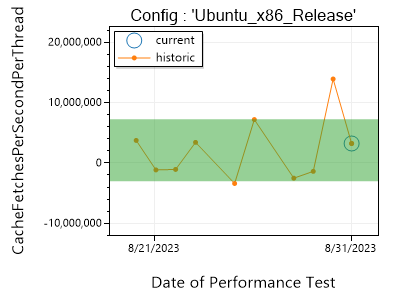 Config : 'Ubuntu_x86_Release'
current
historic
CacheFetchesPerSecondPerThread
20,000,000
10,000,000
0
-10,000,000
8/21/2023
8/31/2023
Date of Performance Test